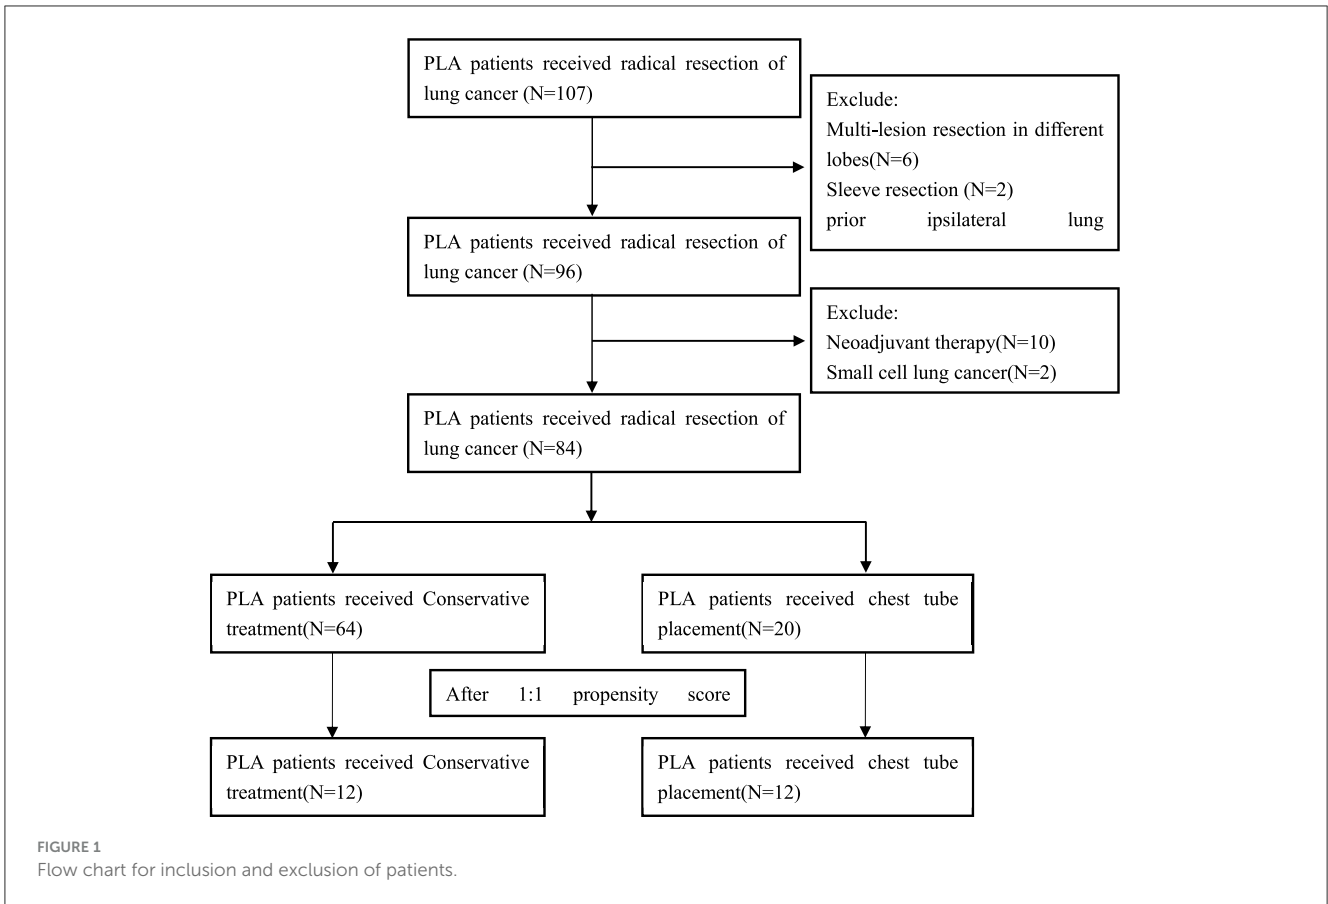 PLA patients received radical resection of
lung cancer (N=107)
Exclude:
Multi-lesion resection in different
lobes(N=6)
Sleeve resection (N=2)
prior ipsilateral lung
PLA patients received radical resection of
lung cancer (N=96)
Exclude:
Neoadjuvant therapy(N=10)
Small cell lung cancer(N=2)
PLA patients received radical resection of
lung cancer (N=84)
PLA patients received Conservative
treatment(N=64)
PLA patients received chest tube
placement(N=20)
After 1:1 propensity score
PLA patients received Conservative
treatment(N=12)
PLA patients received chest tube
placement(N=12)
FIGURE 1
Flow chart for inclusion and exclusion of patients.